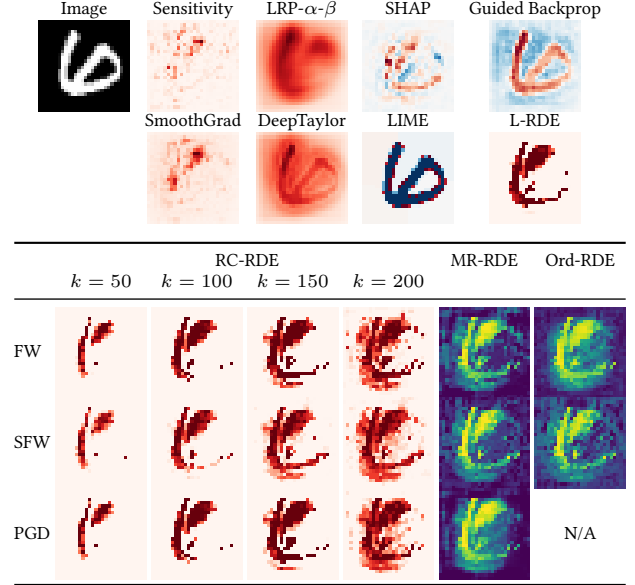 Image Sensitivity LRP-α-β SHAP Guided Backprop
SmoothGrad DeepTaylor LIME L-RDE
RC-RDE MR-RDE Ord-RDE
k = 50 k = 100 k = 150 k = 200
FW
SFW
PGD N/A